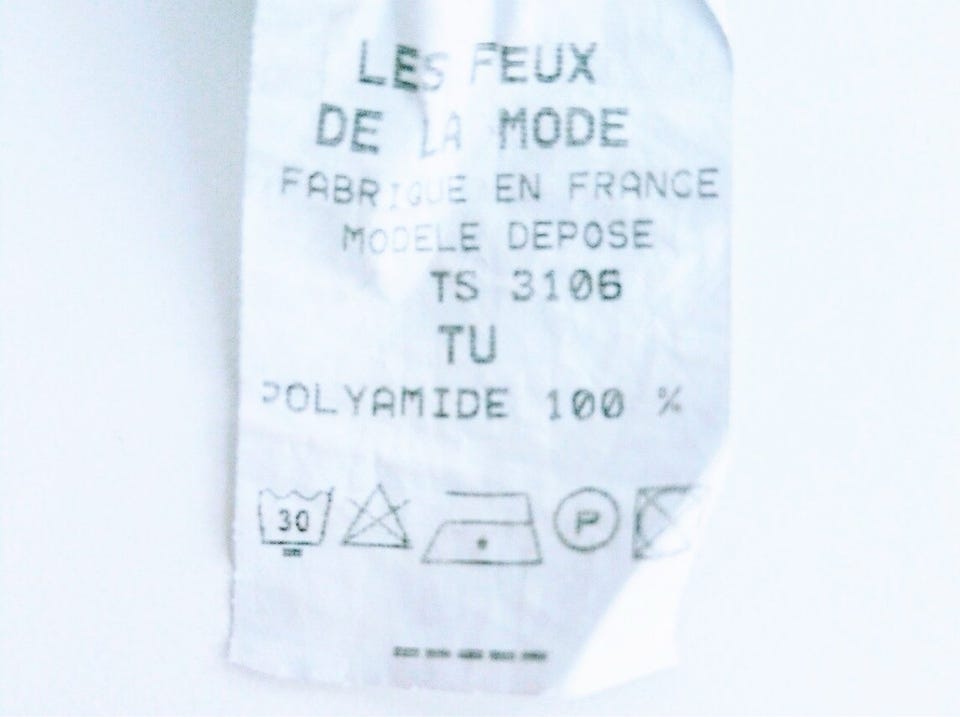 LES FEUX
DE LA MODE
FABRIQUE EN FRANCE
MODELE DEPOSE
TS 3106
TU
POLYAMIDE 100 %
30 P